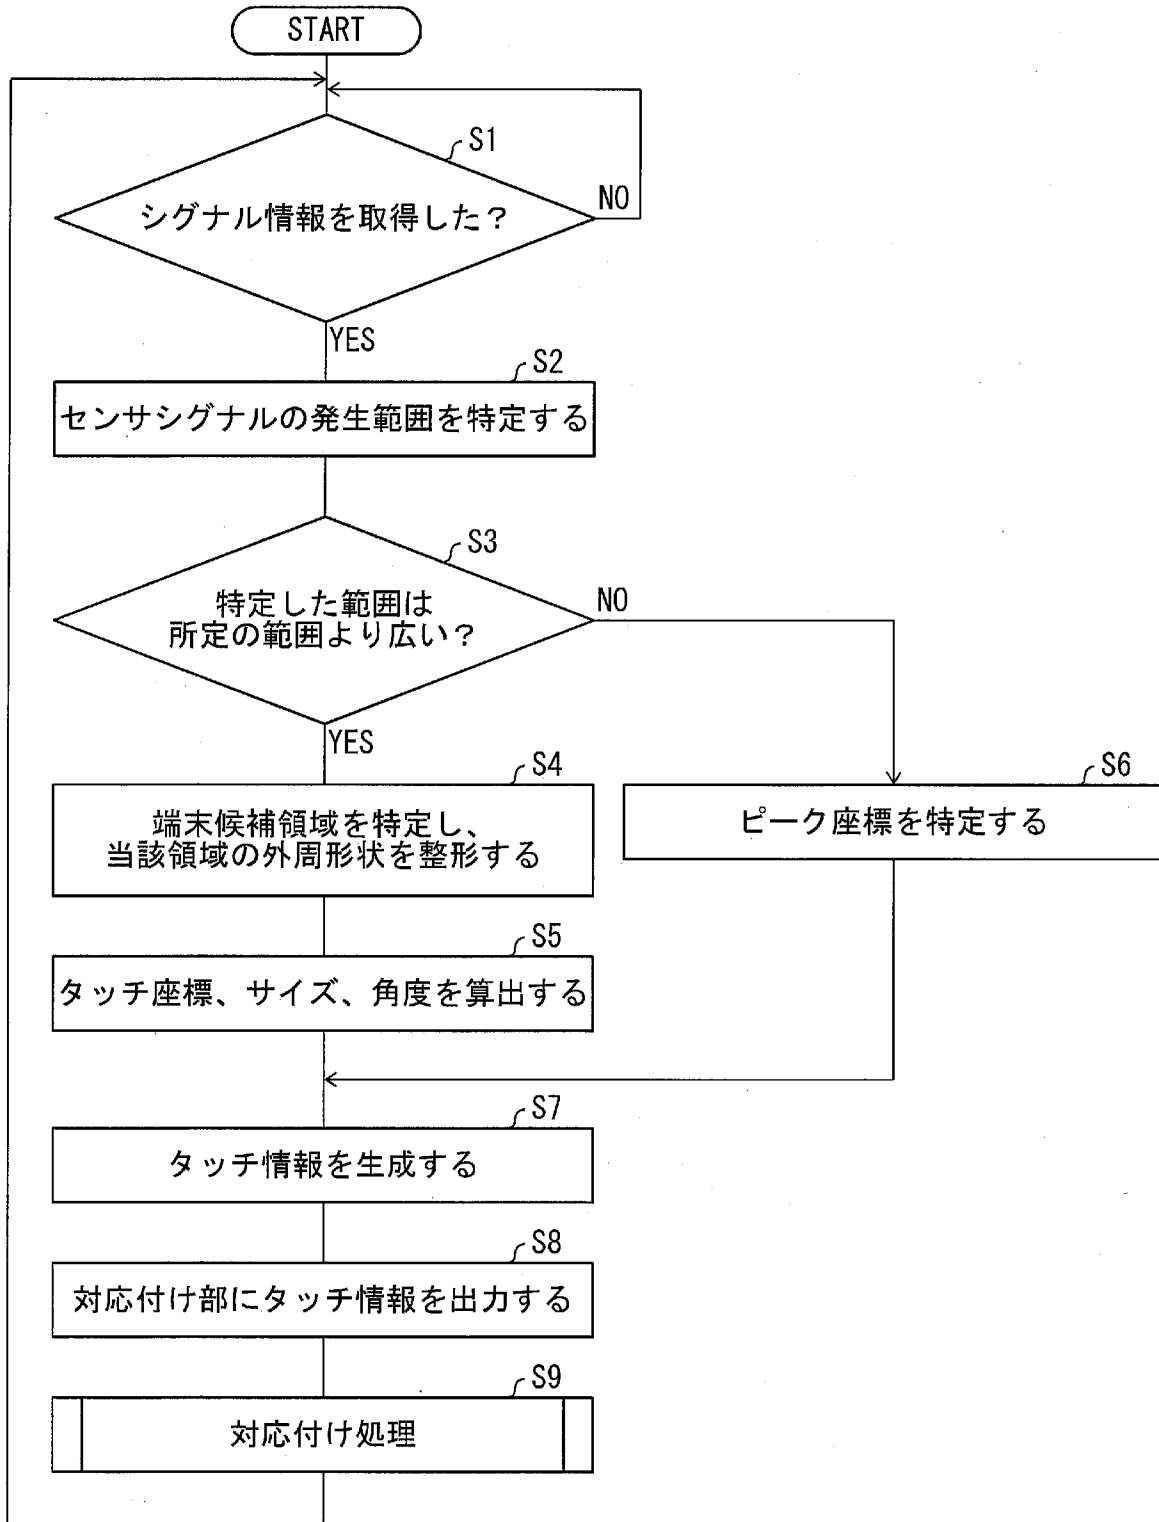 START
S1
シグナル情報を取得した？
NO
YES
S2
センサシグナルの発生範囲を特定する
S3
特定した範囲は
所定の範囲より広い？
NO
YES
S4
端末候補領域を特定し、
当該領域の外周形状を整形する
S6
ピーク座標を特定する
S5
タッチ座標、サイズ、角度を算出する
S7
タッチ情報を生成する
S8
対応付け部にタッチ情報を出力する
S9
対応付け処理